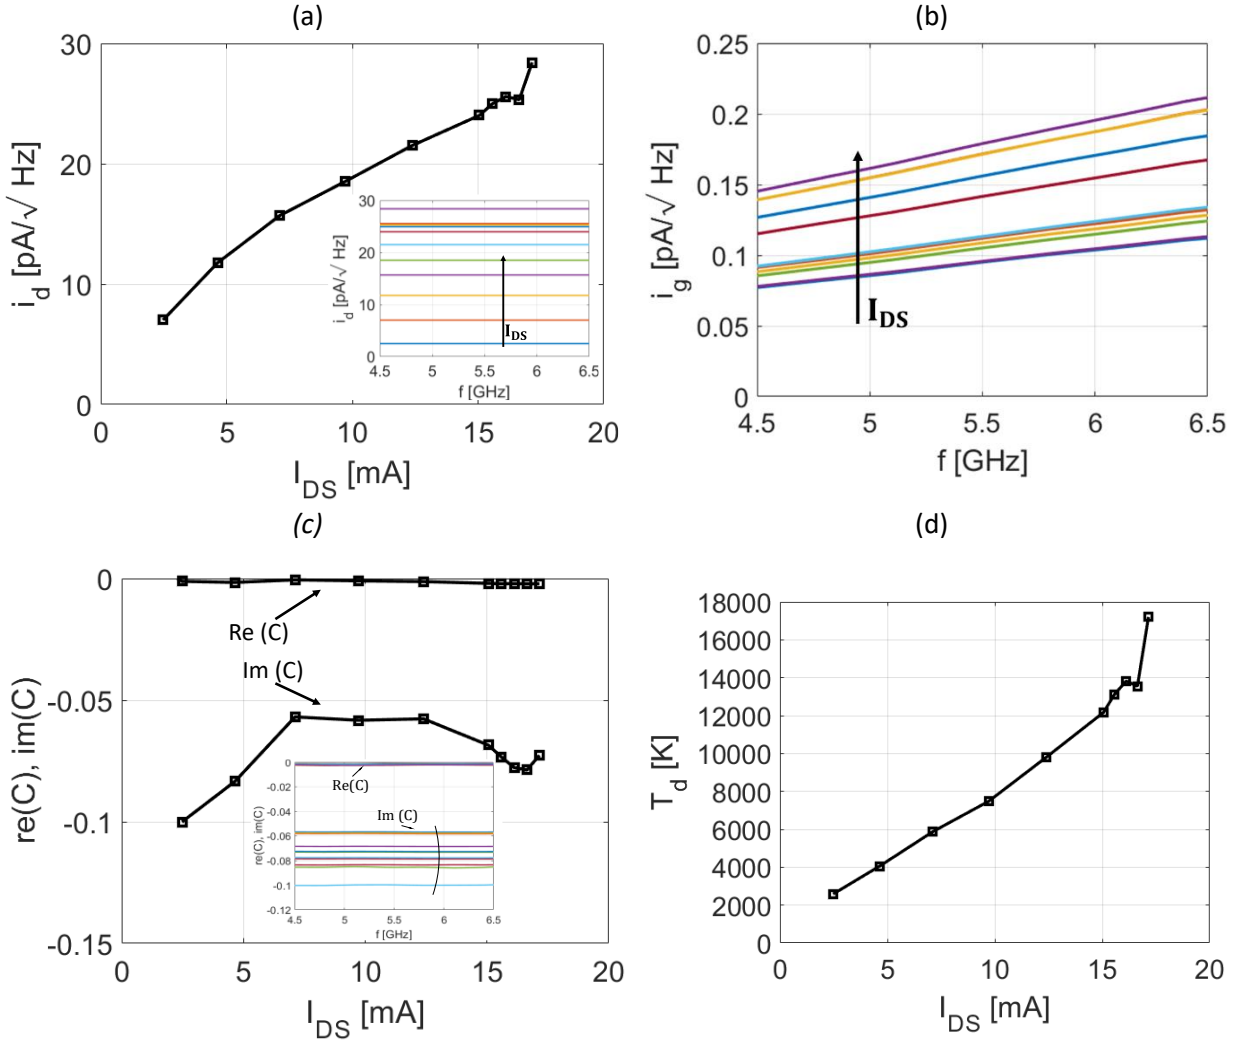 (a)
30
20
10
0
0 5 10 15 20
i_d [pA/√ Hz]
I_DS [mA]
30
20
10
0
4.5 5 5.5 6 6.5
i_d [pA/√ Hz]
f [GHz]
I_DS
(b)
0.25
0.2
0.15
0.1
0.05
0
4.5 5 5.5 6 6.5
i_g [pA/√ Hz]
f [GHz]
I_DS
(c)
0
-0.05
-0.1
-0.15
0 5 10 15 20
re(C), im(C)
I_DS [mA]
Re (C)
Im (C)
0
-0.02
-0.04
-0.06
-0.08
-0.1
-0.12
4.5 5 5.5 6 6.5
re(C), im(C)
f [GHz]
Re(C)
Im (C)
(d)
18000
16000
14000
12000
10000
8000
6000
4000
2000
0
0 5 10 15 20
T_d [K]
I_DS [mA]